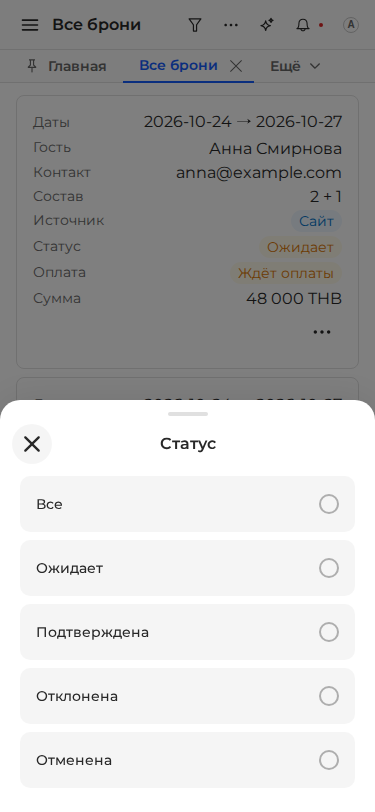 Все брони
A
Главная
Все брони
Ещё
Даты 2026-10-24 → 2026-10-27
Гость Анна Смирнова
Контакт anna@example.com
Состав 2 + 1
Источник Сайт
Статус Ожидает
Оплата Ждёт оплаты
Сумма 48 000 THB
Статус
Все
Ожидает
Подтверждена
Отклонена
Отменена